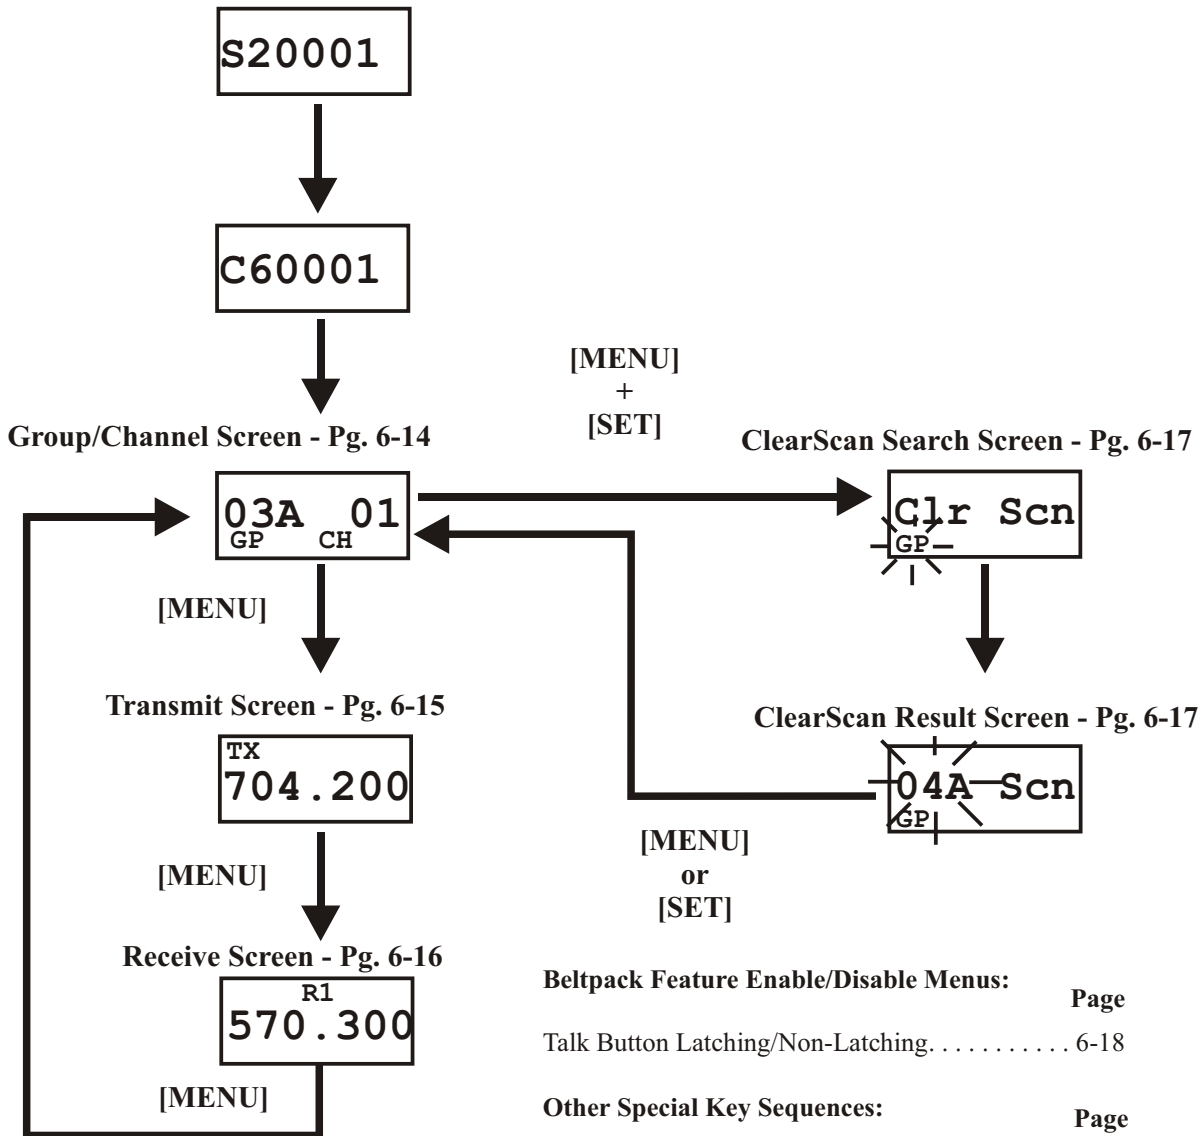 S20001
C60001
[MENU]
+
[SET]
Group/Channel Screen - Pg. 6-14
03A 01
GP CH
ClearScan Search Screen - Pg. 6-17
Clr Scn
GP
[MENU]
Transmit Screen - Pg. 6-15
TX
704.200
ClearScan Result Screen - Pg. 6-17
04A Scn
GP
[MENU]
or
[SET]
[MENU]
Receive Screen - Pg. 6-16
R1
570.300
[MENU]
Beltpack Feature Enable/Disable Menus:
Page
Talk Button Latching/Non-Latching. . . . . . . . . . . 6-18
Other Special Key Sequences:
Page